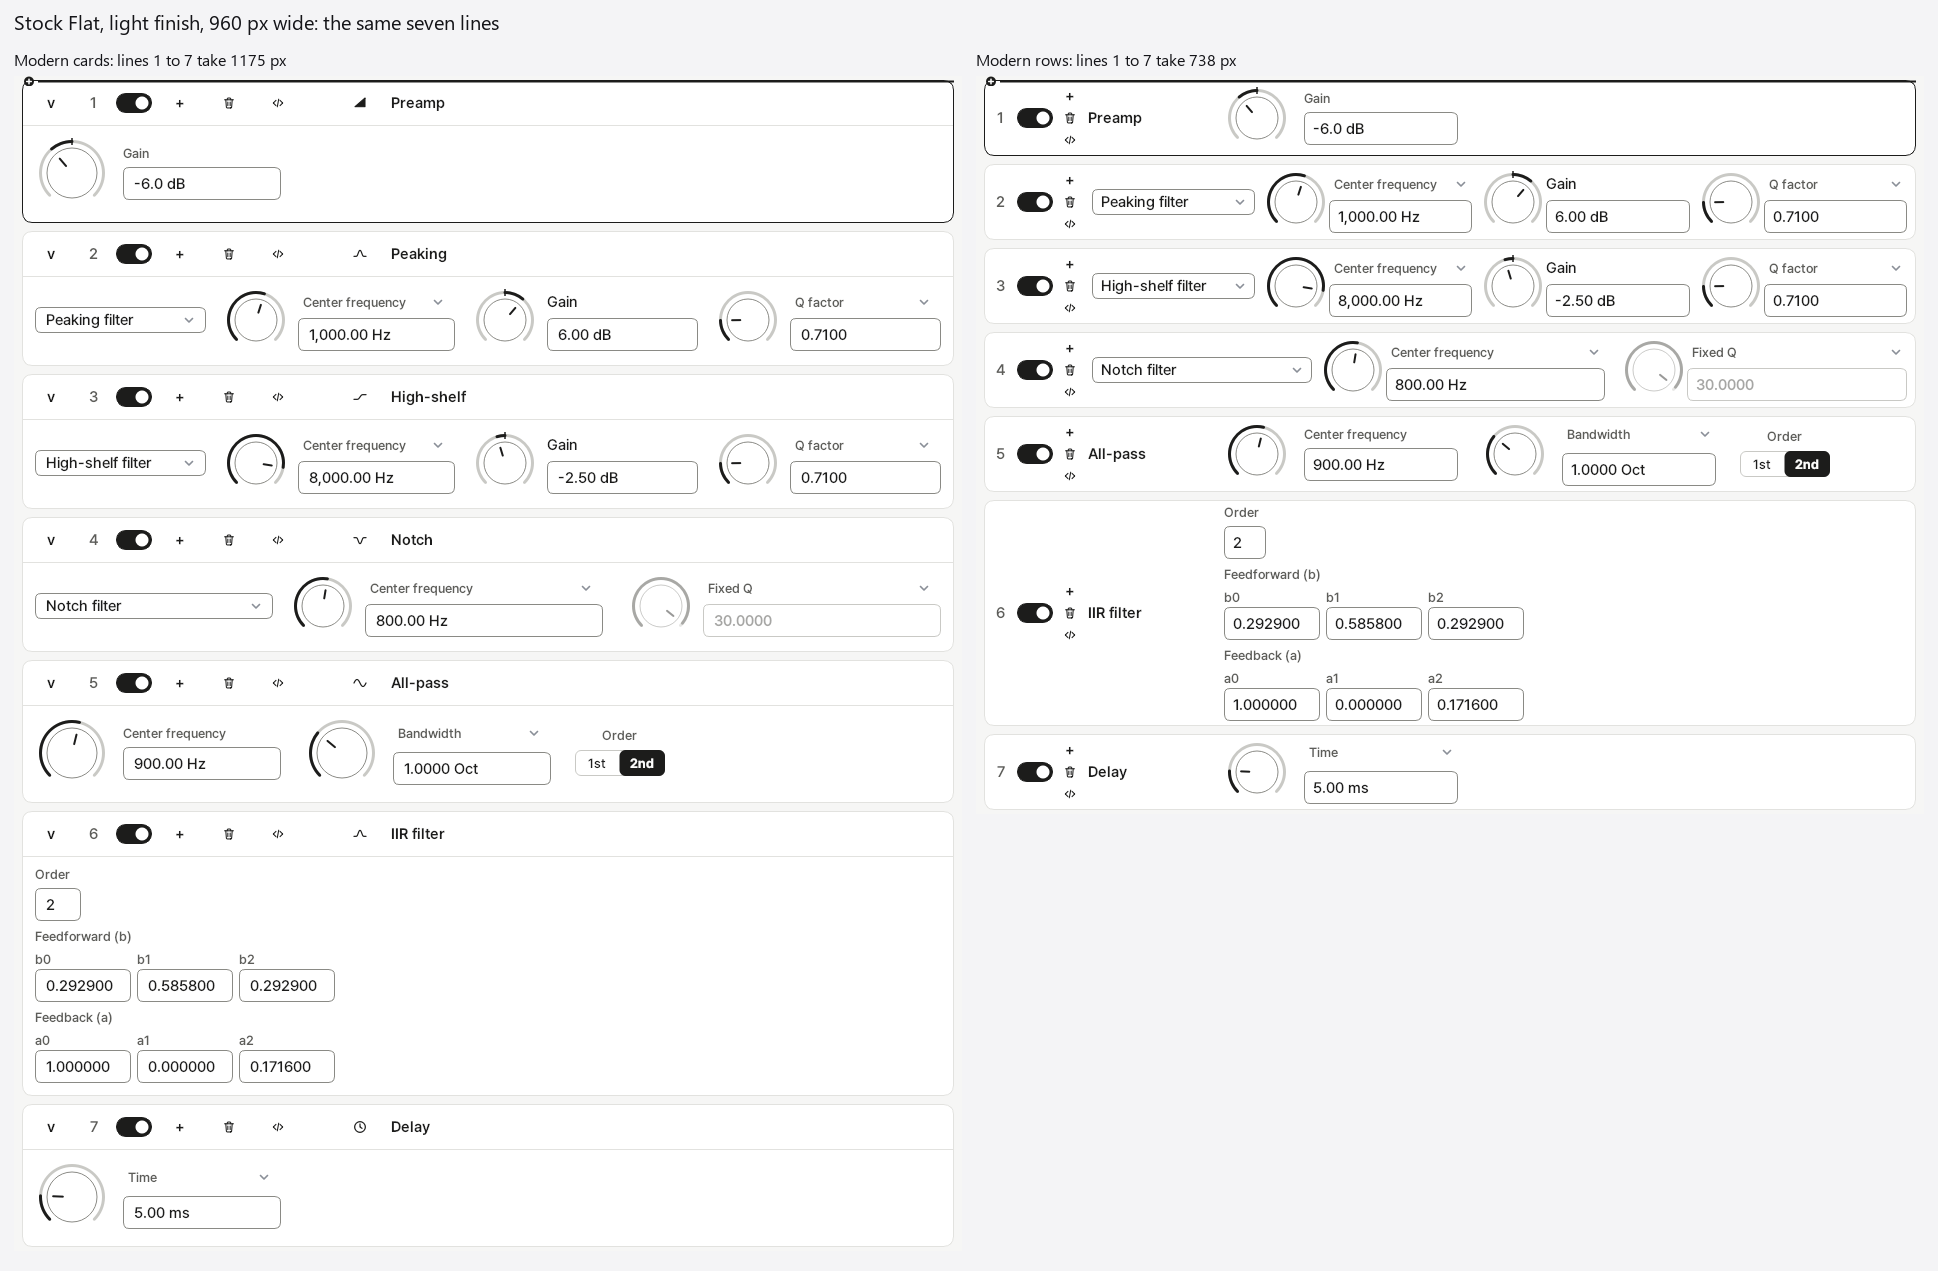 Stock Flat, light finish, 960 px wide: the same seven lines
Modern cards: lines 1 to 7 take 1175 px
v 1 + </> Preamp
Gain
-6.0 dB
v 2 + </> Peaking
Peaking filter
Center frequency
1,000.00 Hz
Gain
6.00 dB
Q factor
0.7100
v 3 + </> High-shelf
High-shelf filter
Center frequency
8,000.00 Hz
Gain
-2.50 dB
Q factor
0.7100
v 4 + </> Notch
Notch filter
Center frequency
800.00 Hz
Fixed Q
30.0000
v 5 + </> All-pass
Center frequency
900.00 Hz
Bandwidth
1.0000 Oct
Order
1st 2nd
v 6 + </> IIR filter
Order
2
Feedforward (b)
b0 b1 b2
0.292900 0.585800 0.292900
Feedback (a)
a0 a1 a2
1.000000 0.000000 0.171600
v 7 + </> Delay
Time
5.00 ms
Modern rows: lines 1 to 7 take 738 px
1 + </> Preamp
Gain
-6.0 dB
2 + </> Peaking filter
Center frequency
1,000.00 Hz
Gain
6.00 dB
Q factor
0.7100
3 + </> High-shelf filter
Center frequency
8,000.00 Hz
Gain
-2.50 dB
Q factor
0.7100
4 + </> Notch filter
Center frequency
800.00 Hz
Fixed Q
30.0000
5 + </> All-pass
Center frequency
900.00 Hz
Bandwidth
1.0000 Oct
Order
1st 2nd
6 + </> IIR filter
Order
2
Feedforward (b)
b0 b1 b2
0.292900 0.585800 0.292900
Feedback (a)
a0 a1 a2
1.000000 0.000000 0.171600
7 + </> Delay
Time
5.00 ms